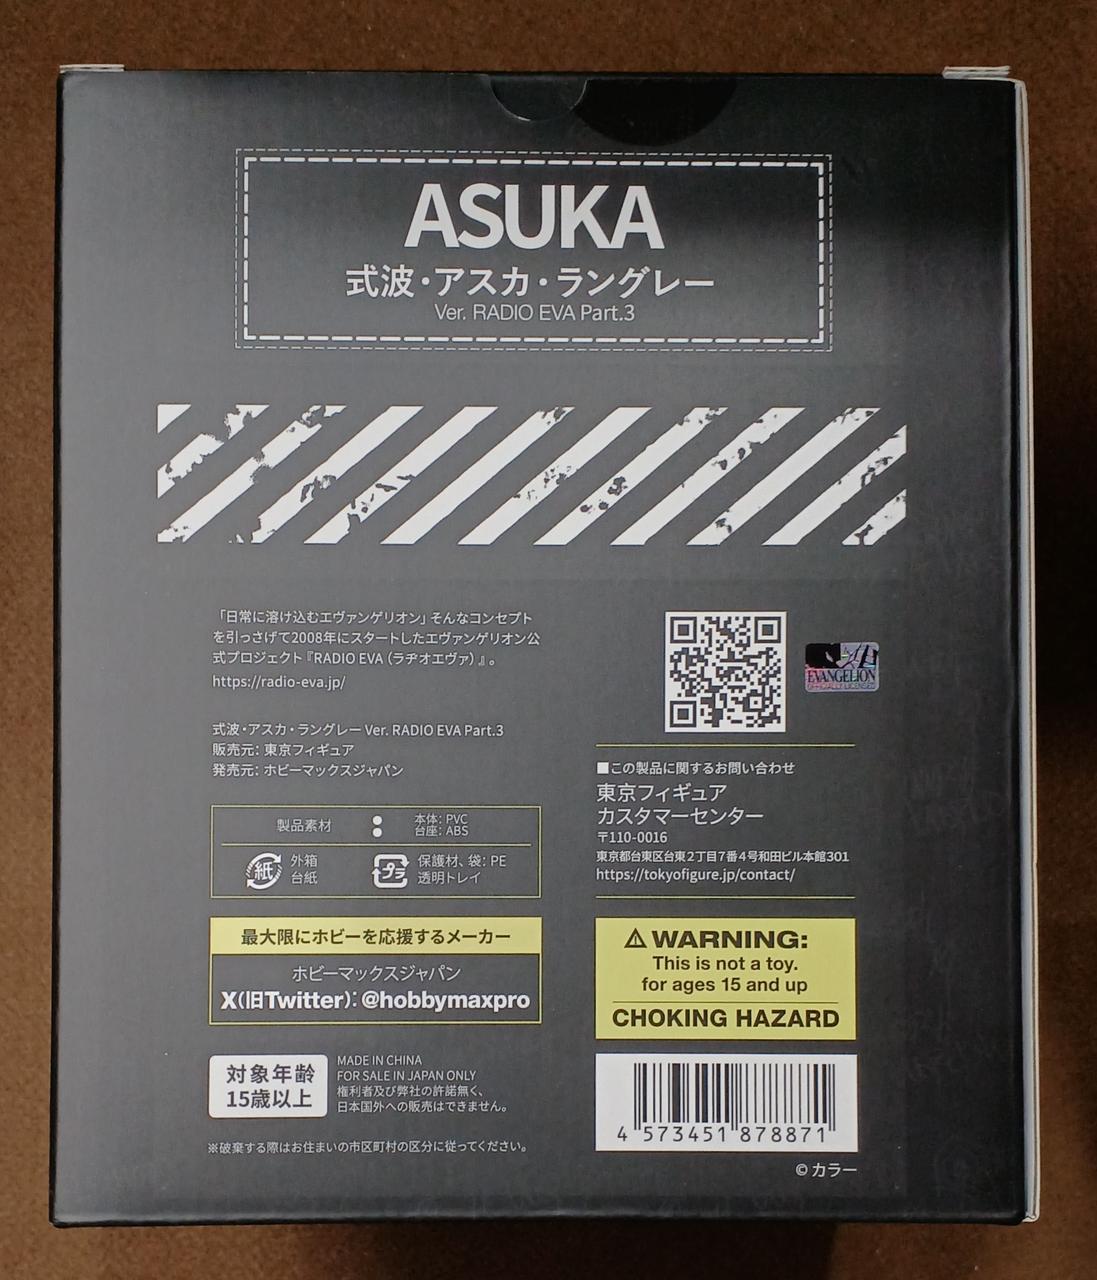 ASUKA
式波・アスカ・ラングレー
Ver. RADIO EVA Part.3
「日常に溶け込むエヴァンゲリオン」そんなコンセプト
を引っさげて2008年にスタートしたエヴァンゲリオン公
式プロジェクト『RADIO EVA（ラヂオエヴァ）』。
https://radio-eva.jp/
式波・アスカ・ラングレー Ver. RADIO EVA Part.3
販売元: 東京フィギュア
発売元: ホビーマックスジャパン
製品素材 : 本体: PVC
台座: ABS
紙 外箱
台紙
プラ 保護材、袋: PE
透明トレイ
最大限にホビーを応援するメーカー
ホビーマックスジャパン
X(旧Twitter): @hobbymaxpro
対象年齢
15歳以上
MADE IN CHINA
FOR SALE IN JAPAN ONLY
権利者及び弊社の許諾無く、
日本国外への販売はできません。
※破棄する際はお住まいの市区町村の区分に従ってください。
EVANGELION
OFFICIALLY LICENSED
■この製品に関するお問い合わせ
東京フィギュア
カスタマーセンター
〒110-0016
東京都台東区台東2丁目7番4号和田ビル本館301
https://tokyofigure.jp/contact/
⚠WARNING:
This is not a toy.
for ages 15 and up
CHOKING HAZARD
4 573451 878871
© カラー